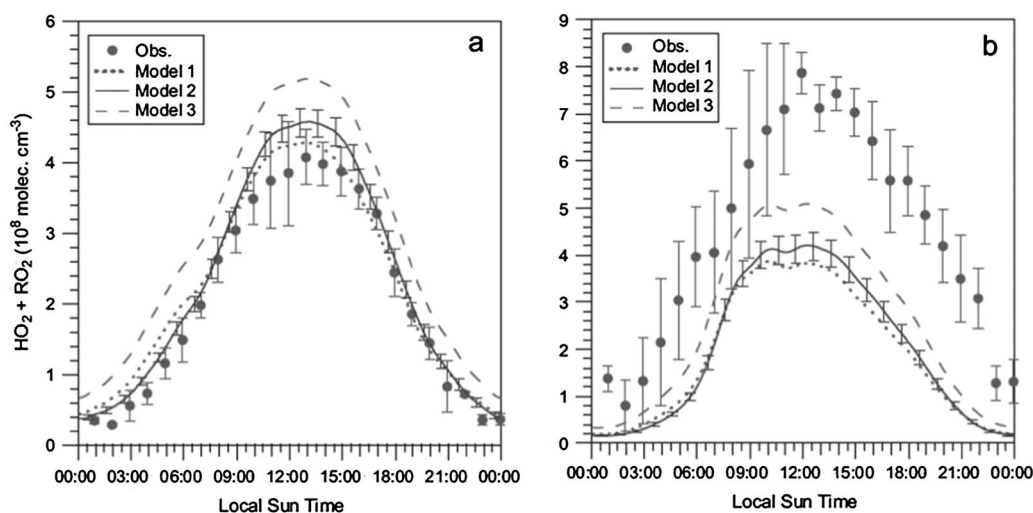 a
Obs.
Model 1
Model 2
Model 3
HO₂ + RO₂ (10⁸ molec. cm⁻³)
6
5
4
3
2
1
0
00:00 03:00 06:00 09:00 12:00 15:00 18:00 21:00 00:00
Local Sun Time
b
Obs.
Model 1
Model 2
Model 3
9
8
7
6
5
4
3
2
1
0
00:00 03:00 06:00 09:00 12:00 15:00 18:00 21:00 00:00
Local Sun Time